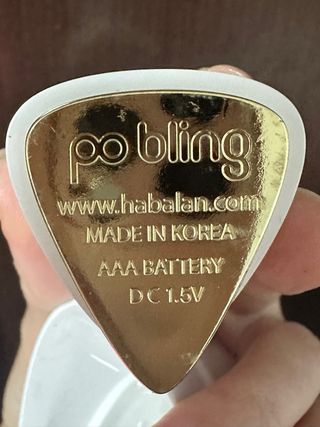 po bling
www.habalan.com
MADE IN KOREA
AAA BATTERY
DC 1.5V